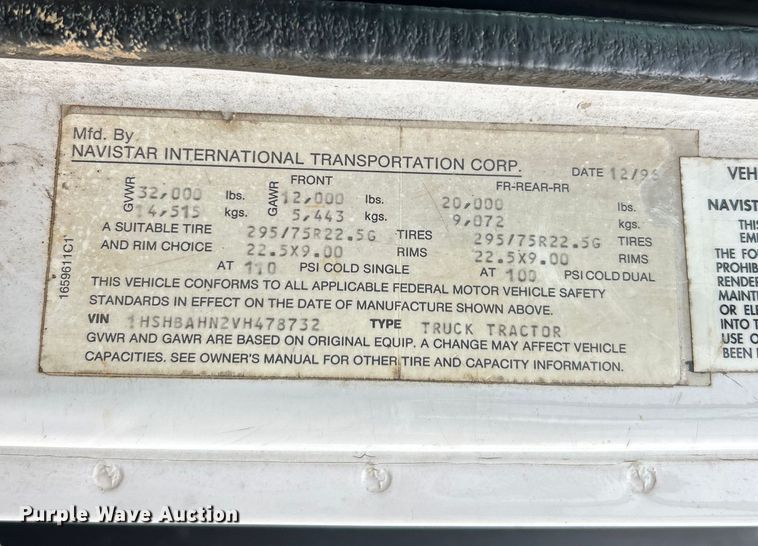 Mfd. By
NAVISTAR INTERNATIONAL TRANSPORTATION CORP. DATE 12/96
GVWR 32,000 lbs. GAWR FRONT 12,000 lbs. FR-REAR-RR 20,000 lbs.
14,515 kgs. 5,443 kgs. 9,072 kgs.
A SUITABLE TIRE 295/75R22.5G TIRES 295/75R22.5G TIRES
AND RIM CHOICE 22.5X9.00 RIMS 22.5X9.00 RIMS
AT 110 PSI COLD SINGLE AT 100 PSI COLD DUAL
THIS VEHICLE CONFORMS TO ALL APPLICABLE FEDERAL MOTOR VEHICLE SAFETY
STANDARDS IN EFFECT ON THE DATE OF MANUFACTURE SHOWN ABOVE.
VIN 1HSHBAHN2VH478732 TYPE TRUCK TRACTOR
GVWR AND GAWR ARE BASED ON ORIGINAL EQUIP. A CHANGE MAY AFFECT VEHICLE
CAPACITIES. SEE OWNER'S MANUAL FOR OTHER TIRE AND CAPACITY INFORMATION.
1659611C1
VEH
NAVIST
THIS
EMI
THE FO
PROHIB
RENDER
MAINT
OR EL
INTO T
USE O
BEEN
Purple Wave Auction